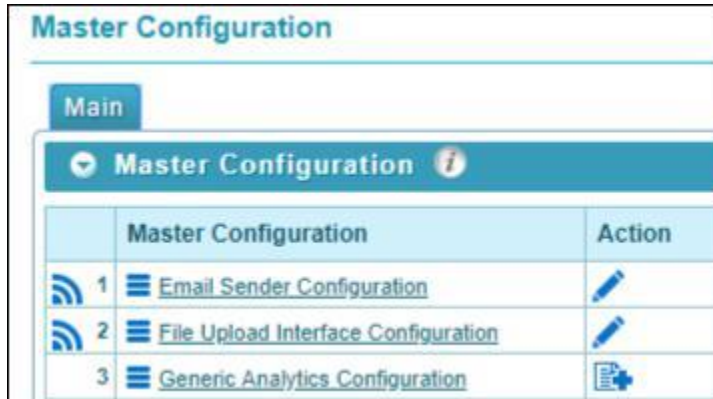 Master Configuration
Main
Master Configuration i
Master Configuration Action
1 Email Sender Configuration
2 File Upload Interface Configuration
3 Generic Analytics Configuration